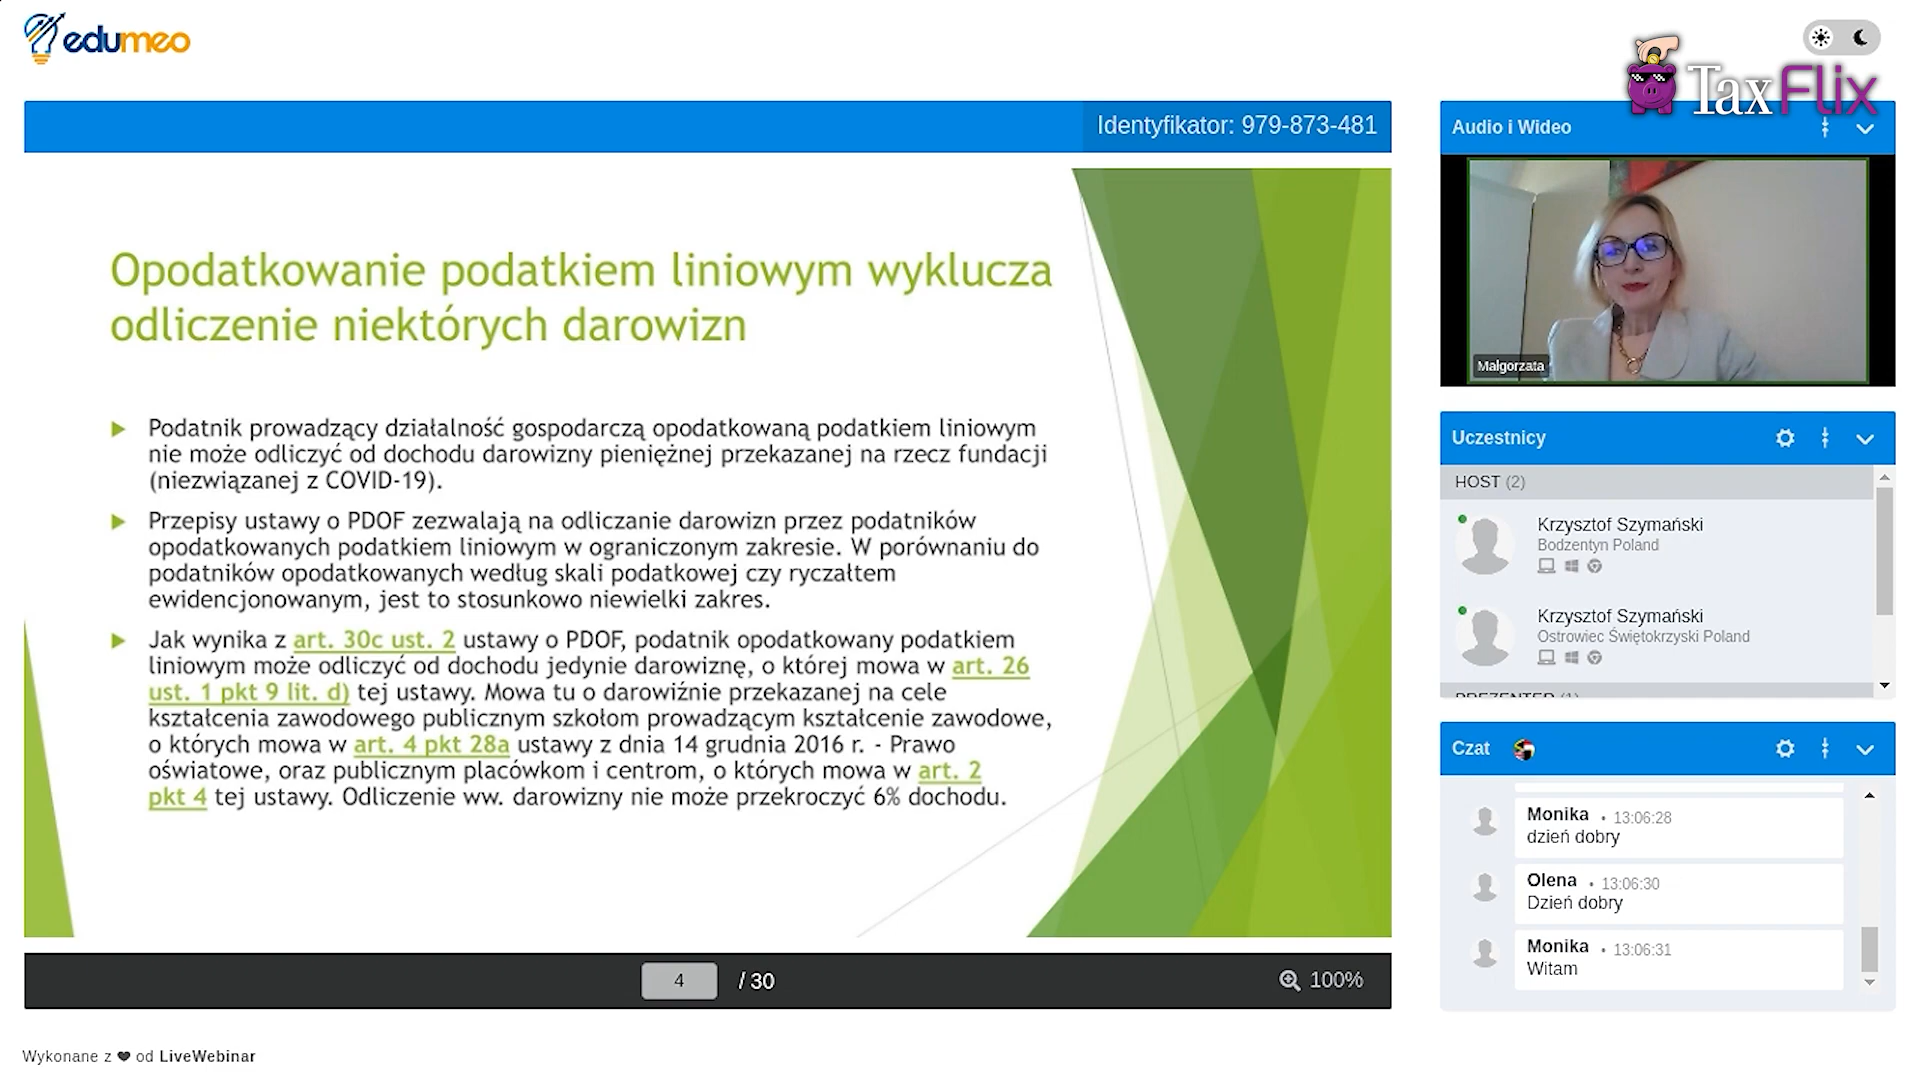 edumeo
TaxFlix
Identyfikator: 979-873-481
Opodatkowanie podatkiem liniowym wyklucza
odliczenie niektórych darowizn
Podatnik prowadzący działalność gospodarczą opodatkowaną podatkiem liniowym
nie może odliczyć od dochodu darowizny pieniężnej przekazanej na rzecz fundacji
(niezwiązanej z COVID-19).
Przepisy ustawy o PDOF zezwalają na odliczanie darowizn przez podatników
opodatkowanych podatkiem liniowym w ograniczonym zakresie. W porównaniu do
podatników opodatkowanych według skali podatkowej czy ryczałtem
ewidencjonowanym, jest to stosunkowo niewielki zakres.
Jak wynika z art. 30c ust. 2 ustawy o PDOF, podatnik opodatkowany podatkiem
liniowym może odliczyć od dochodu jedynie darowiznę, o której mowa w art. 26
ust. 1 pkt 9 lit. d) tej ustawy. Mowa tu o darowiźnie przekazanej na cele
kształcenia zawodowego publicznym szkołom prowadzącym kształcenie zawodowe,
o których mowa w art. 4 pkt 28a ustawy z dnia 14 grudnia 2016 r. - Prawo
oświatowe, oraz publicznym placówkom i centrom, o których mowa w art. 2
pkt 4 tej ustawy. Odliczenie ww. darowizny nie może przekroczyć 6% dochodu.
4 / 30
100%
Wykonane z ❤ od LiveWebinar
Audio i Wideo
Małgorzata
Uczestnicy
HOST (2)
Krzysztof Szymański
Bodzentyn Poland
Krzysztof Szymański
Ostrowiec Świętokrzyski Poland
PREZENTER (1)
Czat
Monika • 13:06:28
dzień dobry
Olena • 13:06:30
Dzień dobry
Monika • 13:06:31
Witam